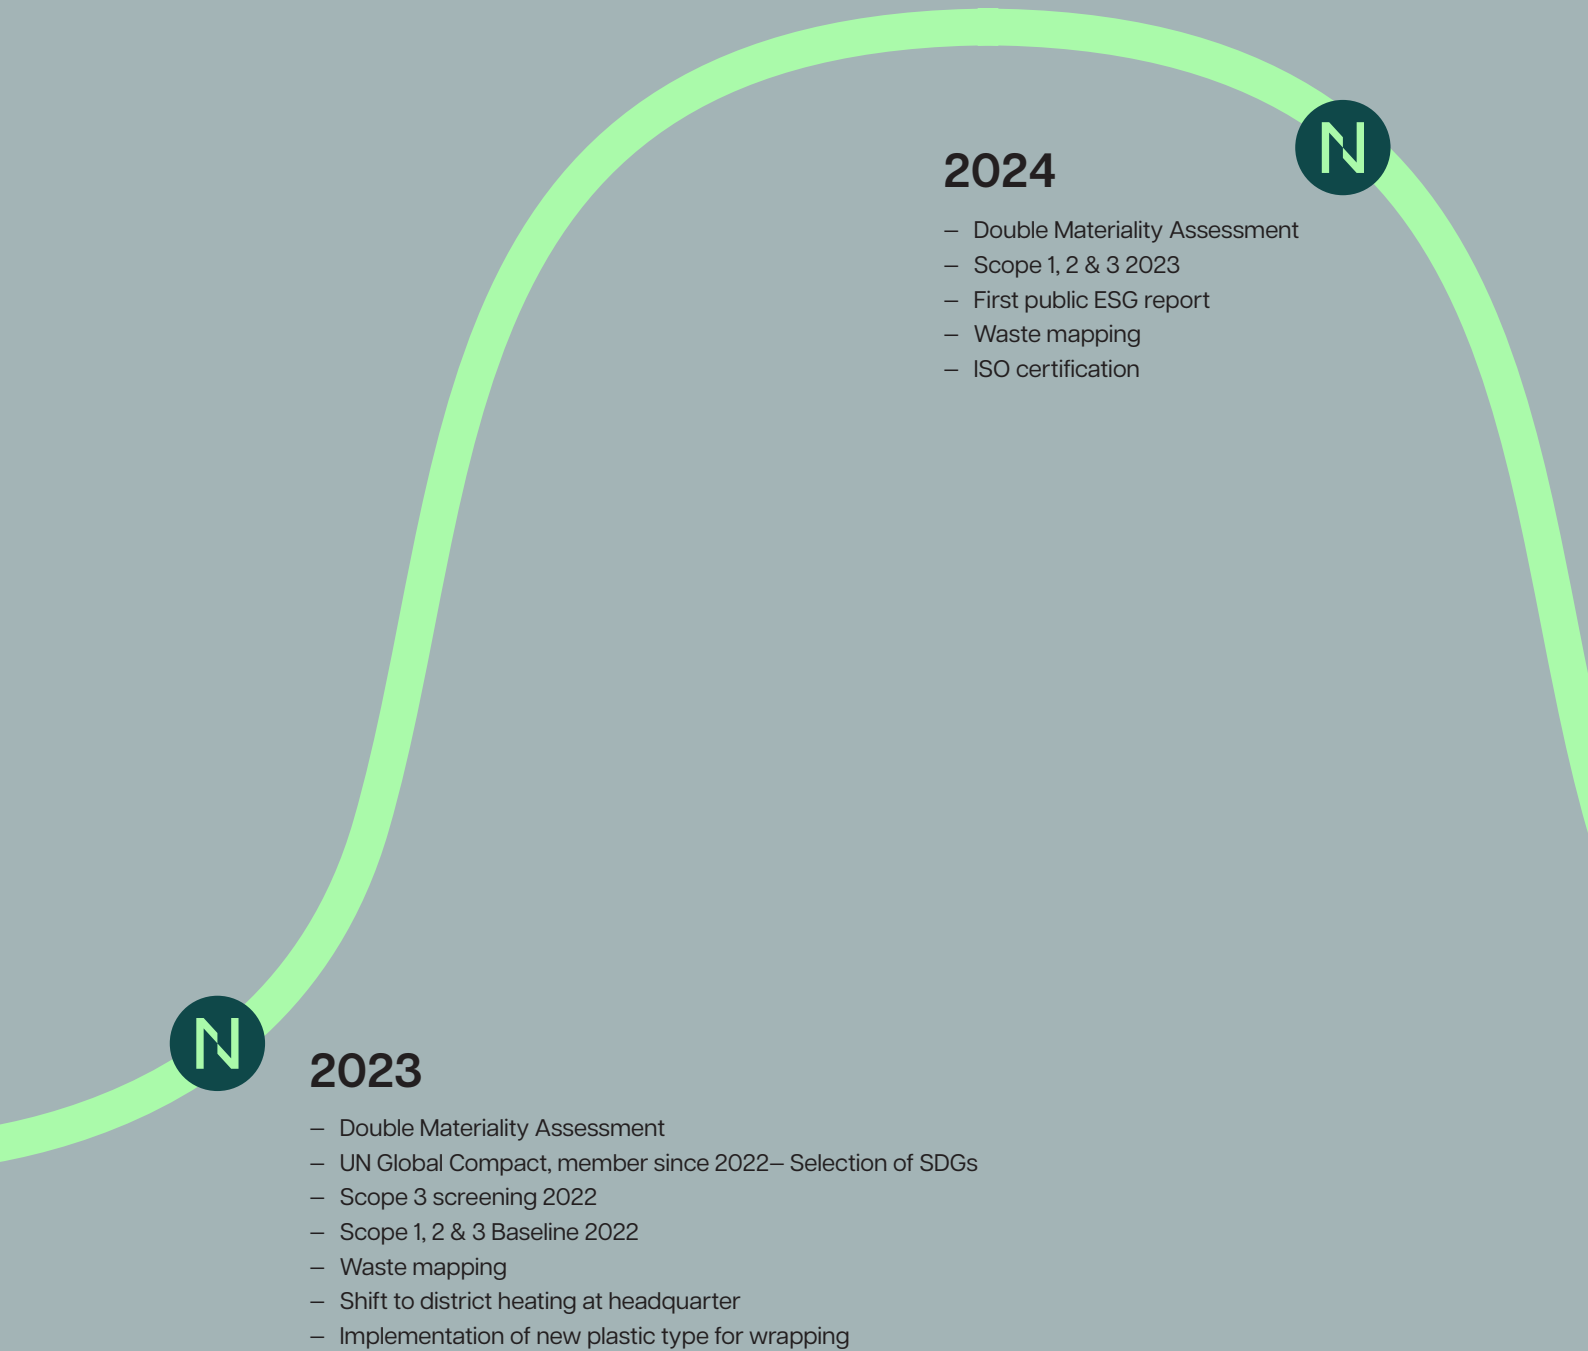 2024
– Double Materiality Assessment
– Scope 1, 2 & 3 2023
– First public ESG report
– Waste mapping
– ISO certification
N
N
2023
– Double Materiality Assessment
– UN Global Compact, member since 2022– Selection of SDGs
– Scope 3 screening 2022
– Scope 1, 2 & 3 Baseline 2022
– Waste mapping
– Shift to district heating at headquarter
– Implementation of new plastic type for wrapping